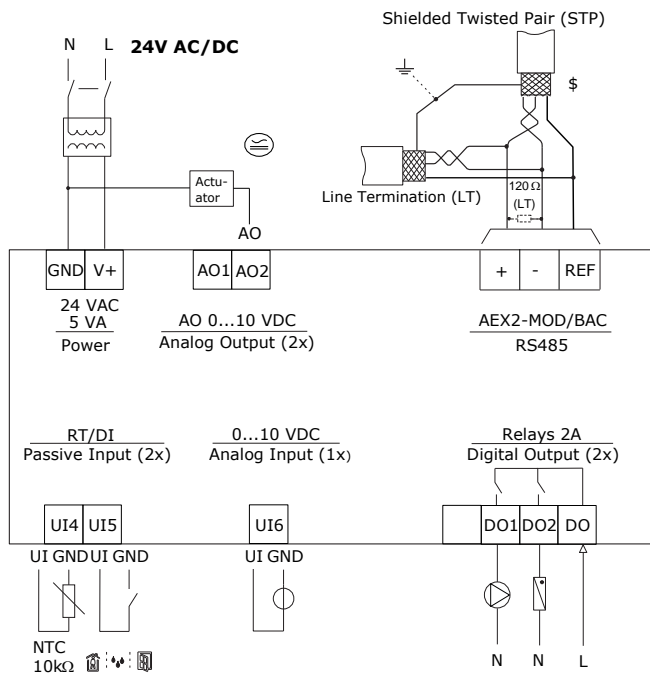 Shielded Twisted Pair (STP)
N L 24V AC/DC
$
Actu-
ator
Line Termination (LT)
120 Ω
(LT)
AO
GND V+
AO1 AO2
+ - REF
24 VAC
5 VA
Power
AO 0...10 VDC
Analog Output (2x)
AEX2-MOD/BAC
RS485
RT/DI
Passive Input (2x)
0...10 VDC
Analog Input (1x)
Relays 2A
Digital Output (2x)
UI4 UI5
UI6
DO1 DO2 DO
UI GND UI GND
UI GND
NTC
10kΩ
N N L